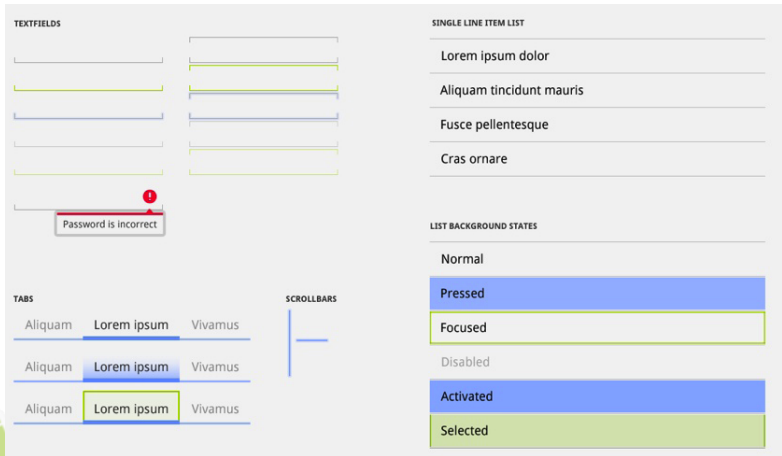 TEXTFIELDS
Password is incorrect
TABS
Aliquam Lorem ipsum Vivamus
Aliquam Lorem ipsum Vivamus
Aliquam Lorem ipsum Vivamus
SCROLLBARS
SINGLE LINE ITEM LIST
Lorem ipsum dolor
Aliquam tincidunt mauris
Fusce pellentesque
Cras ornare
LIST BACKGROUND STATES
Normal
Pressed
Focused
Disabled
Activated
Selected